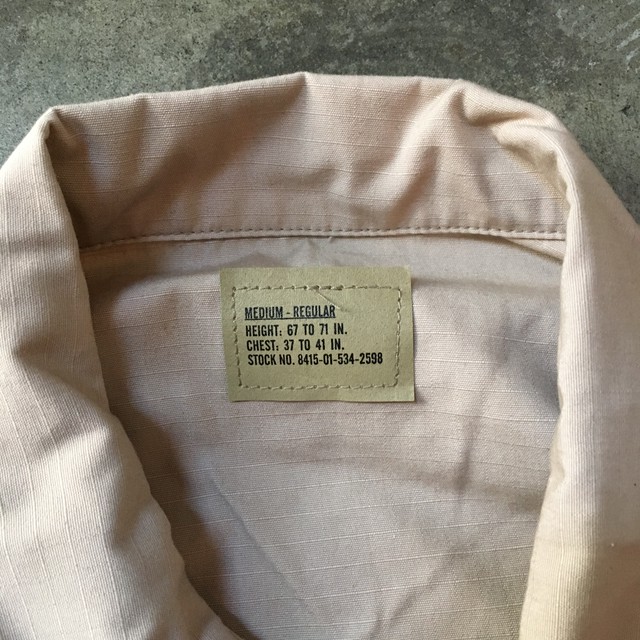 MEDIUM - REGULAR
HEIGHT: 67 TO 71 IN.
CHEST: 37 TO 41 IN.
STOCK NO. 8415-01-534-2598